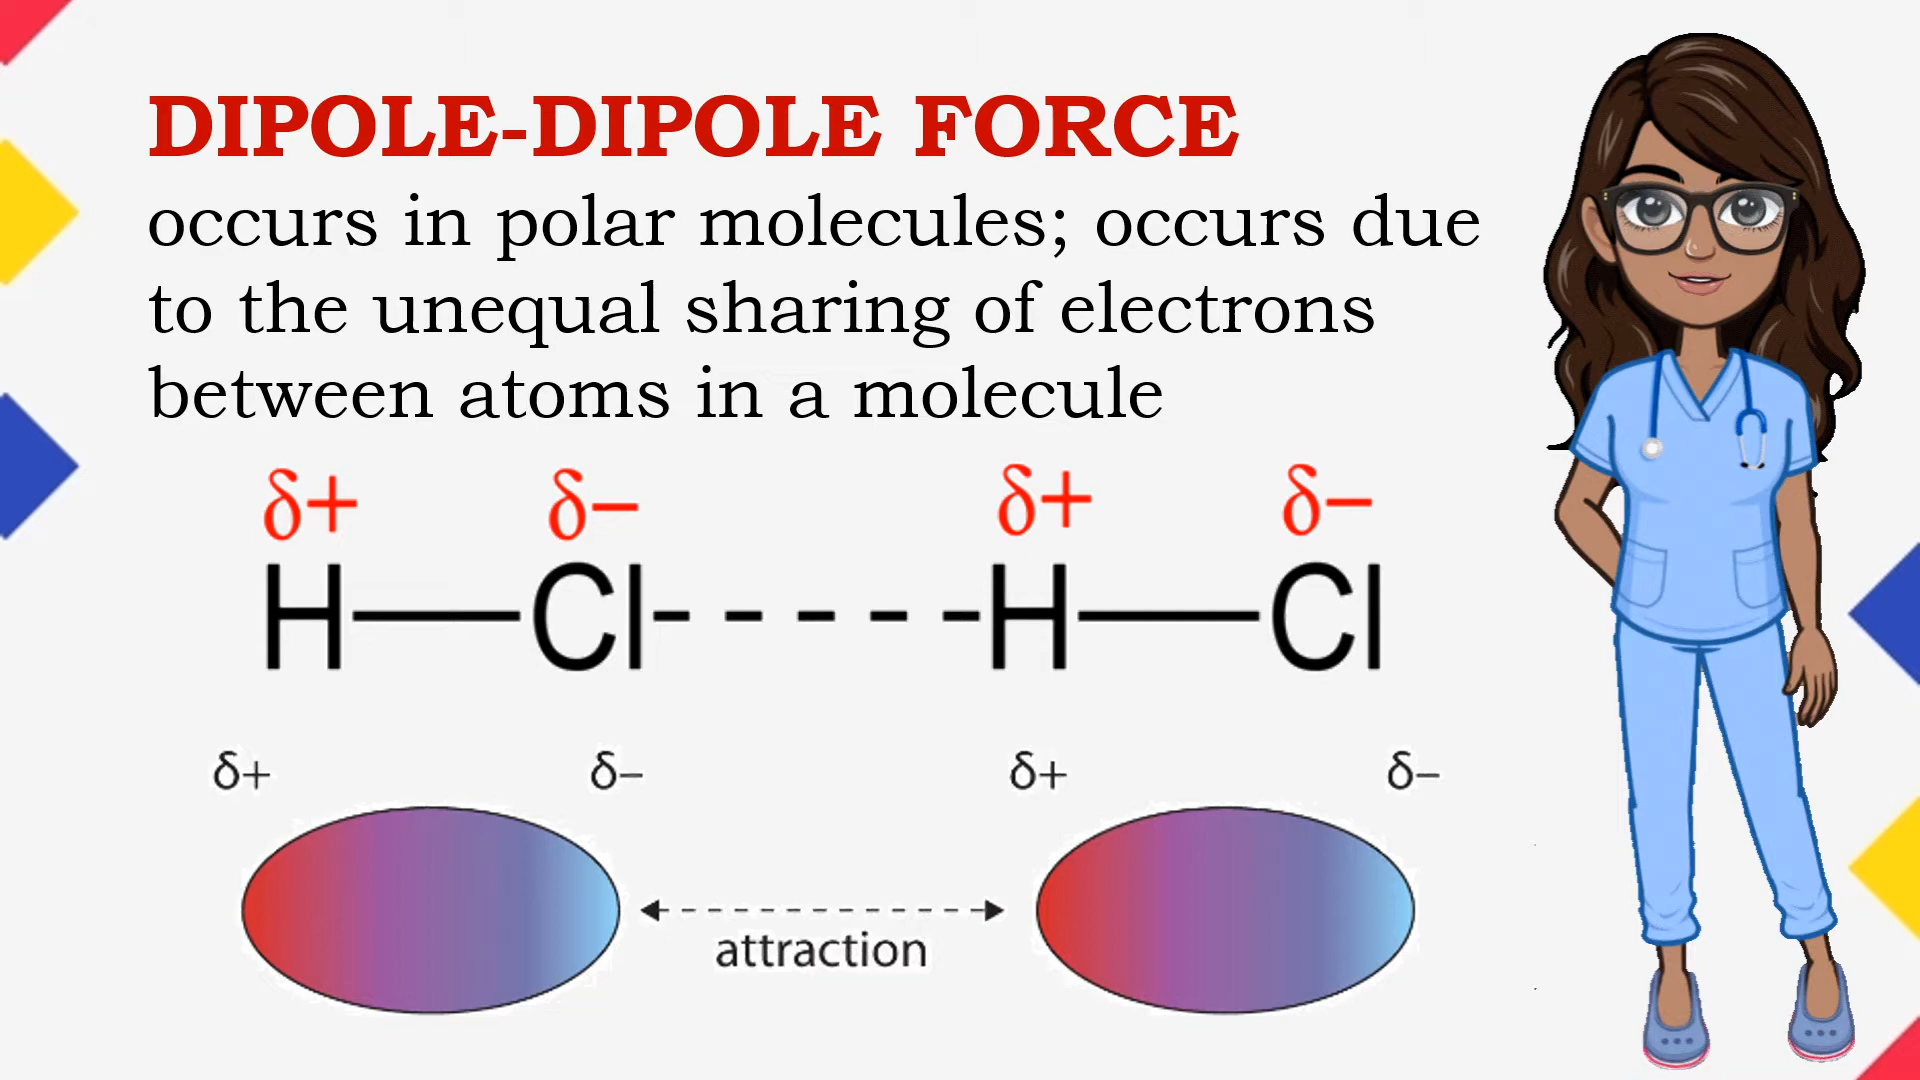 DIPOLE-DIPOLE FORCE
occurs in polar molecules; occurs due
to the unequal sharing of electrons
between atoms in a molecule
δ+ δ− δ+ δ−
H Cl H Cl
δ+ δ− δ+ δ−
attraction